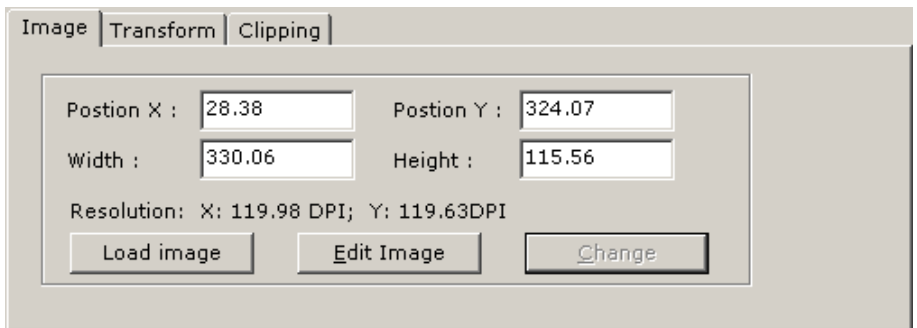 Image Transform Clipping
Postion X : 28.38 Postion Y : 324.07
Width : 330.06 Height : 115.56
Resolution: X: 119.98 DPI; Y: 119.63DPI
Load image Edit Image Change